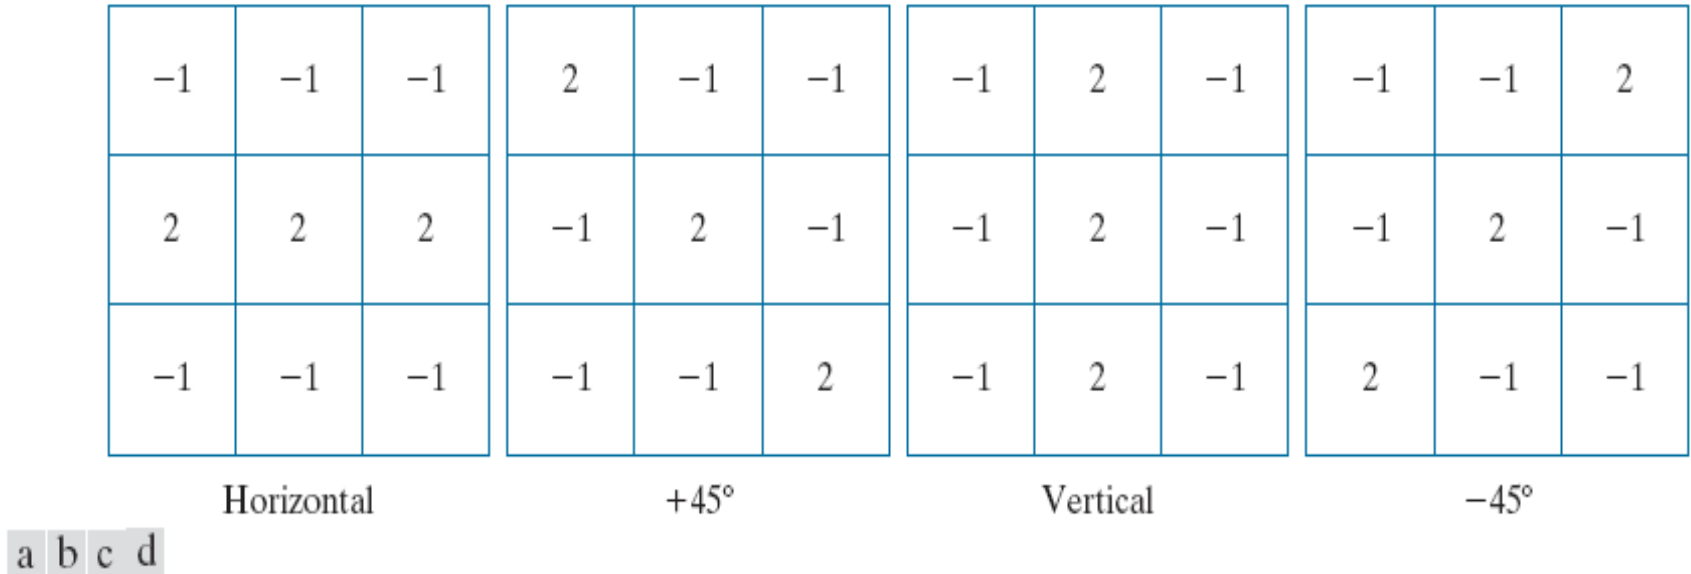 −1 −1 −1 2 −1 −1 −1 2 −1 −1 −1 2
2 2 2 −1 2 −1 −1 2 −1 −1 2 −1
−1 −1 −1 −1 −1 2 −1 2 −1 2 −1 −1
Horizontal +45° Vertical −45°
a b c d